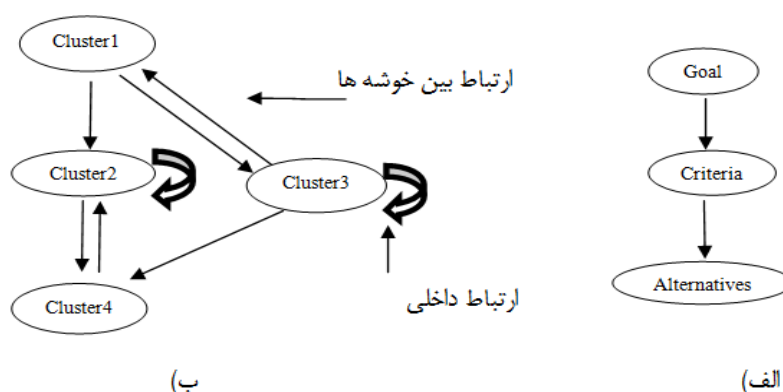 Cluster1
ارتباط بین خوشه ها
Goal
Cluster2
Cluster3
Criteria
Cluster4
ارتباط داخلی
Alternatives
ب)
الف)